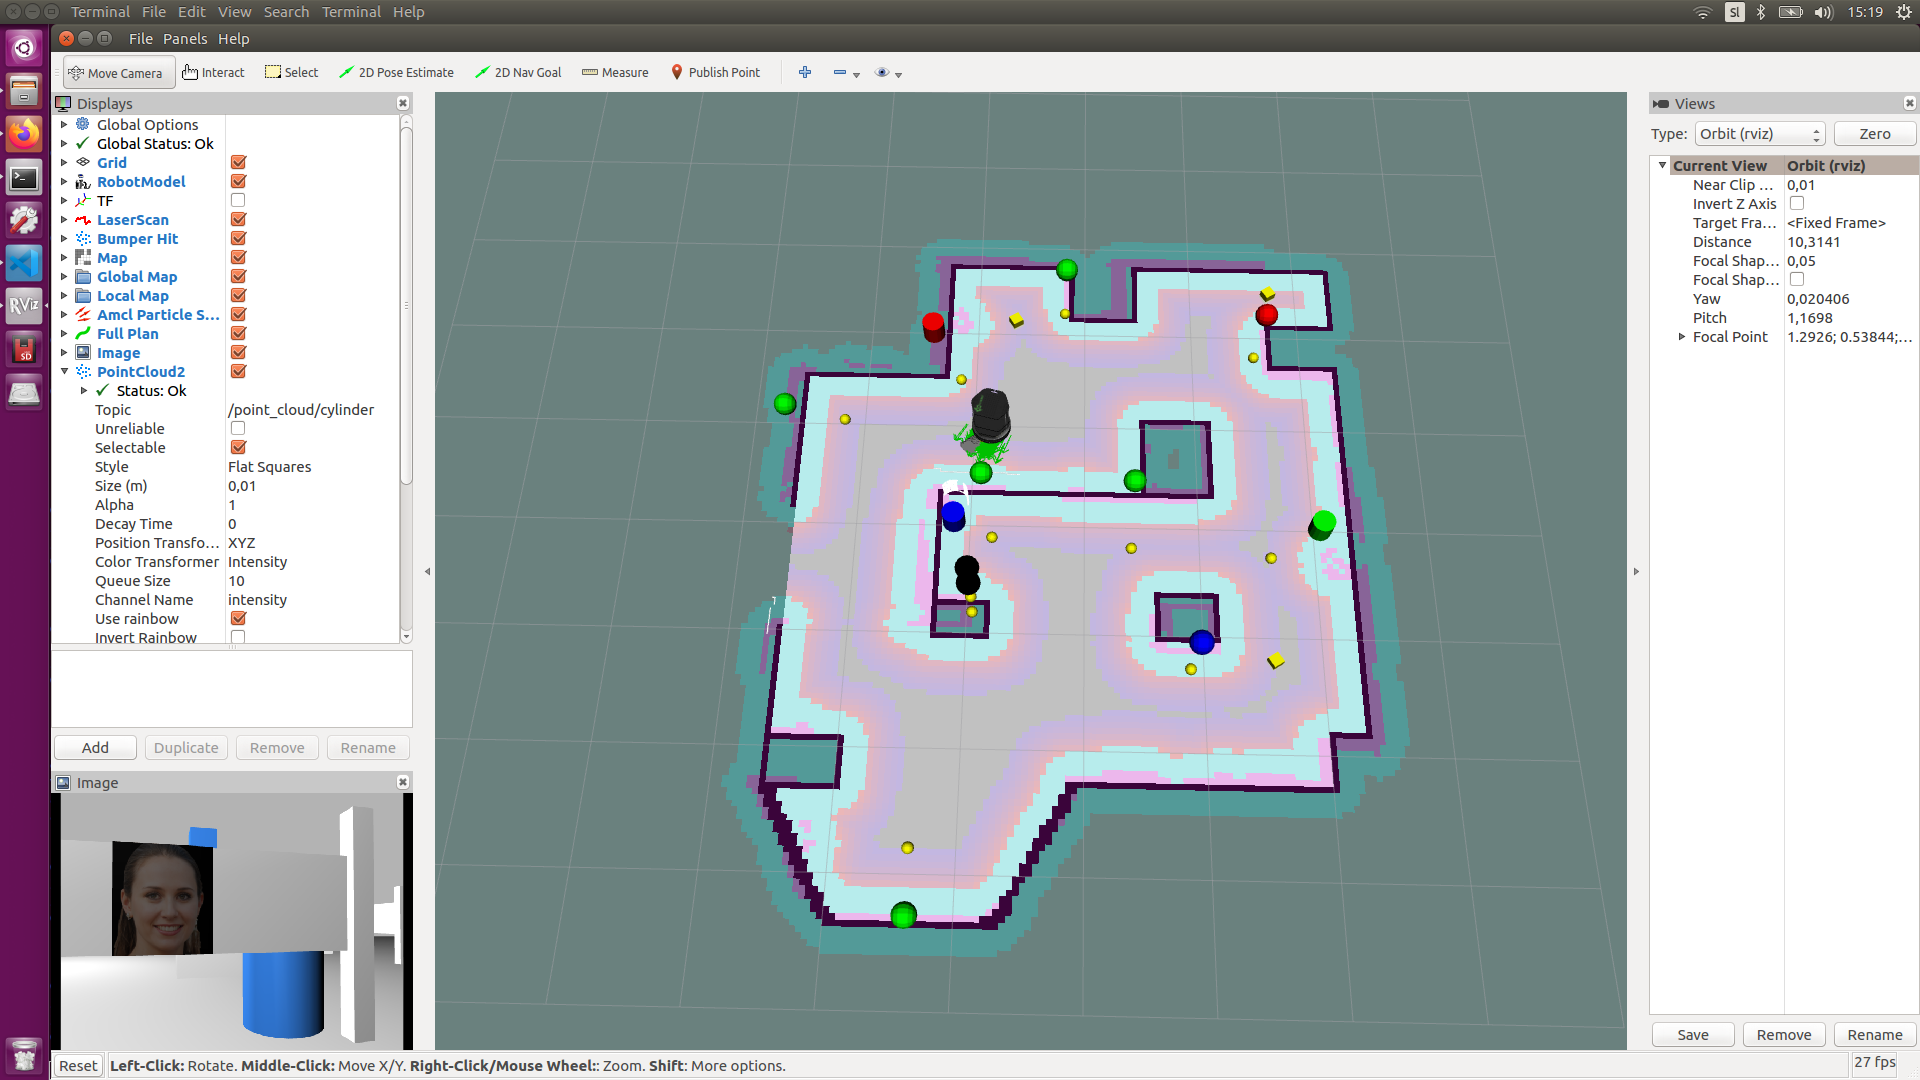 Terminal File Edit View Search Terminal Help
Sl 15:19
File Panels Help
Move Camera Interact Select 2D Pose Estimate 2D Nav Goal Measure Publish Point
Displays
Global Options
Global Status: Ok
Grid
RobotModel
TF
LaserScan
Bumper Hit
Map
Global Map
Local Map
Amcl Particle S...
Full Plan
Image
PointCloud2
Status: Ok
Topic /point_cloud/cylinder
Unreliable
Selectable
Style Flat Squares
Size (m) 0,01
Alpha 1
Decay Time 0
Position Transfo... XYZ
Color Transformer Intensity
Queue Size 10
Channel Name intensity
Use rainbow
Invert Rainbow
Add Duplicate Remove Rename
Image
Views
Type: Orbit (rviz) Zero
Current View Orbit (rviz)
Near Clip ... 0,01
Invert Z Axis
Target Fra... <Fixed Frame>
Distance 10,3141
Focal Shap... 0,05
Focal Shap...
Yaw 0,020406
Pitch 1,1698
Focal Point 1.2926; 0.53844;...
Save Remove Rename
RViz
SD
Reset Left-Click: Rotate. Middle-Click: Move X/Y. Right-Click/Mouse Wheel:: Zoom. Shift: More options. 27 fps